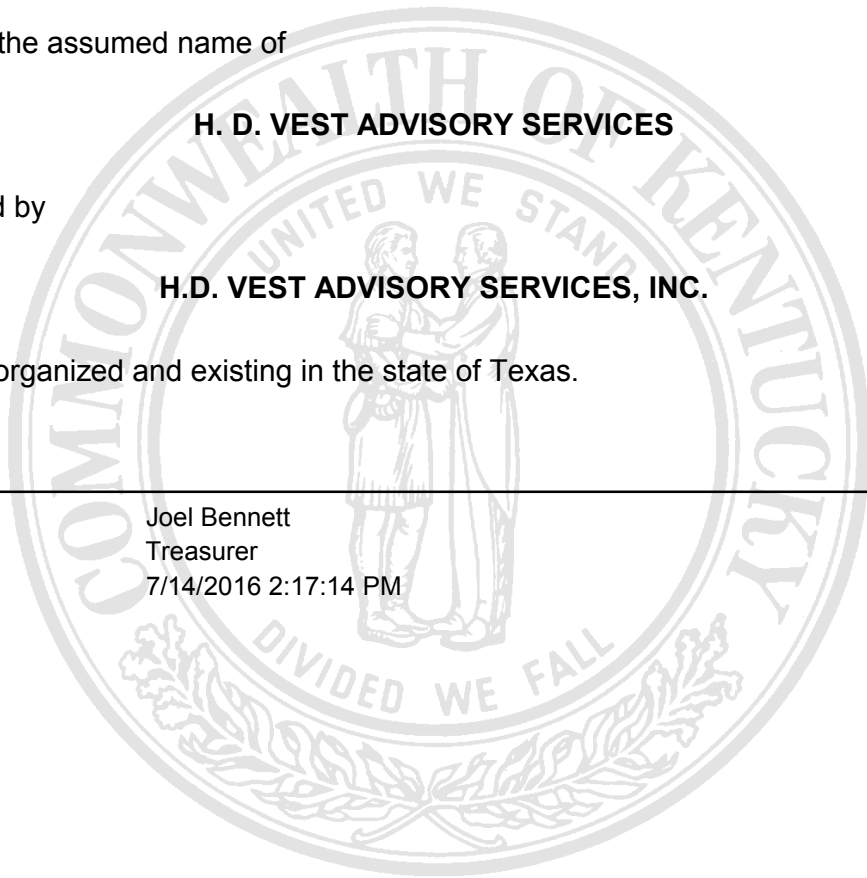 the assumed name of
H. D. VEST ADVISORY SERVICES
d by
H.D. VEST ADVISORY SERVICES, INC.
organized and existing in the state of Texas.
Joel Bennett
Treasurer
7/14/2016 2:17:14 PM
COMMONWEALTH OF KENTUCKY
UNITED WE STAND
DIVIDED WE FALL